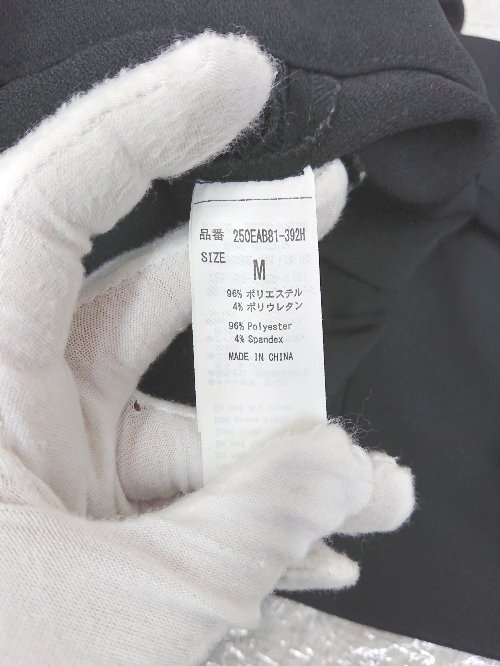 品番 250EAB81-392H
SIZE
M
96% ポリエステル
4% ポリウレタン
96% Polyester
4% Spandex
MADE IN CHINA